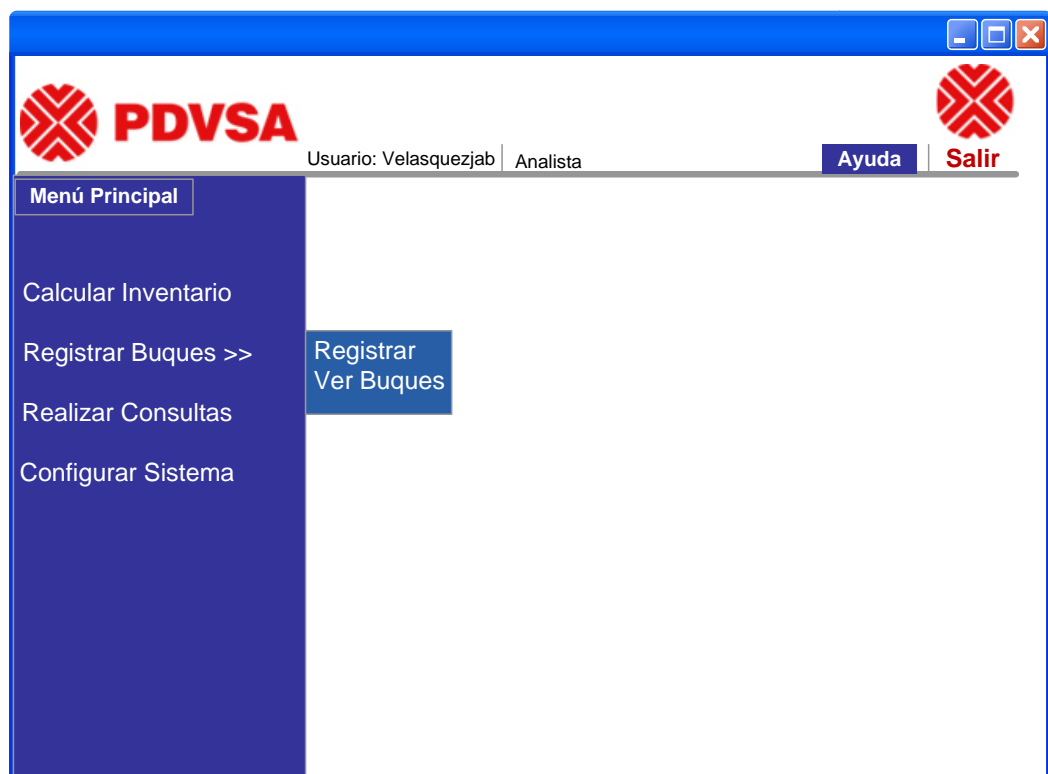 PDVSA
Usuario: Velasquezjab Analista Ayuda Salir
Menú Principal
Calcular Inventario
Registrar Buques >>
Registrar
Ver Buques
Realizar Consultas
Configurar Sistema